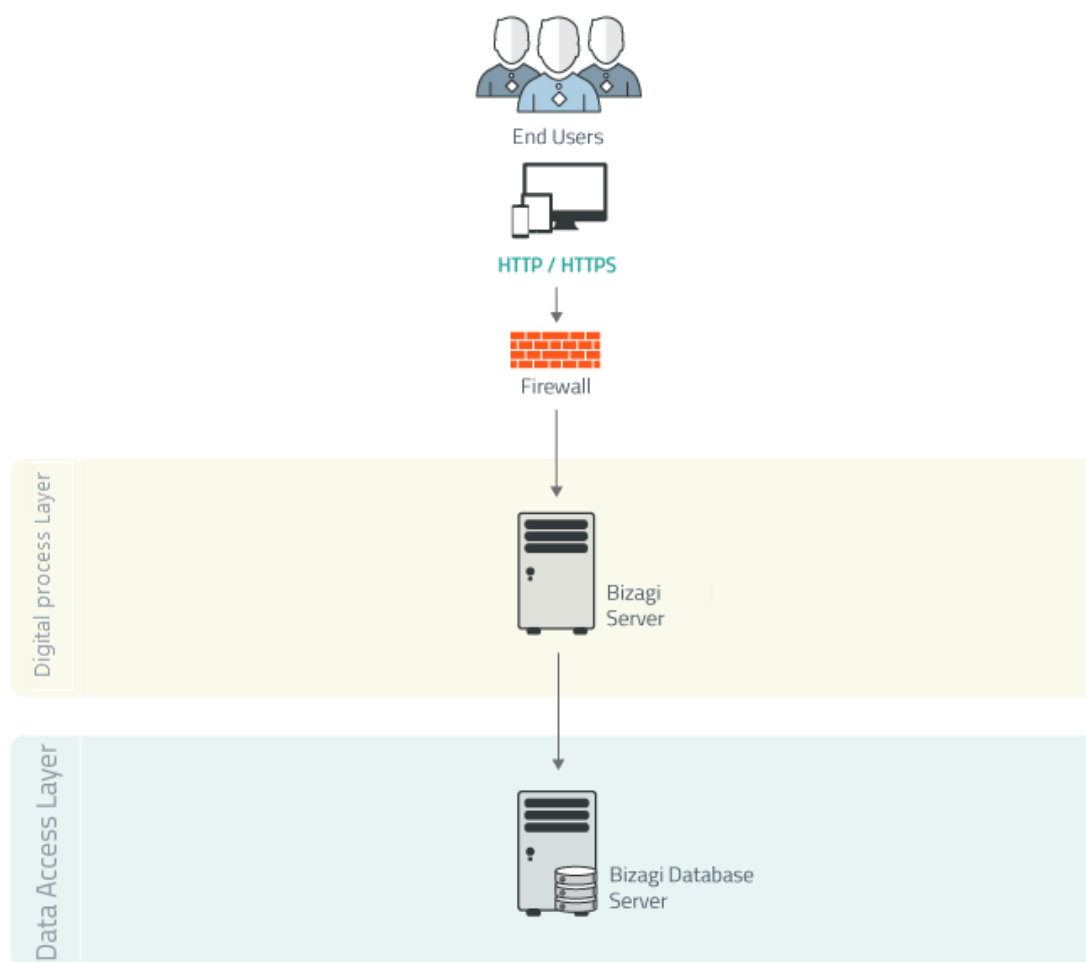 End Users
HTTP / HTTPS
Firewall
Digital process Layer
Bizagi
Server
Data Access Layer
Bizagi Database
Server